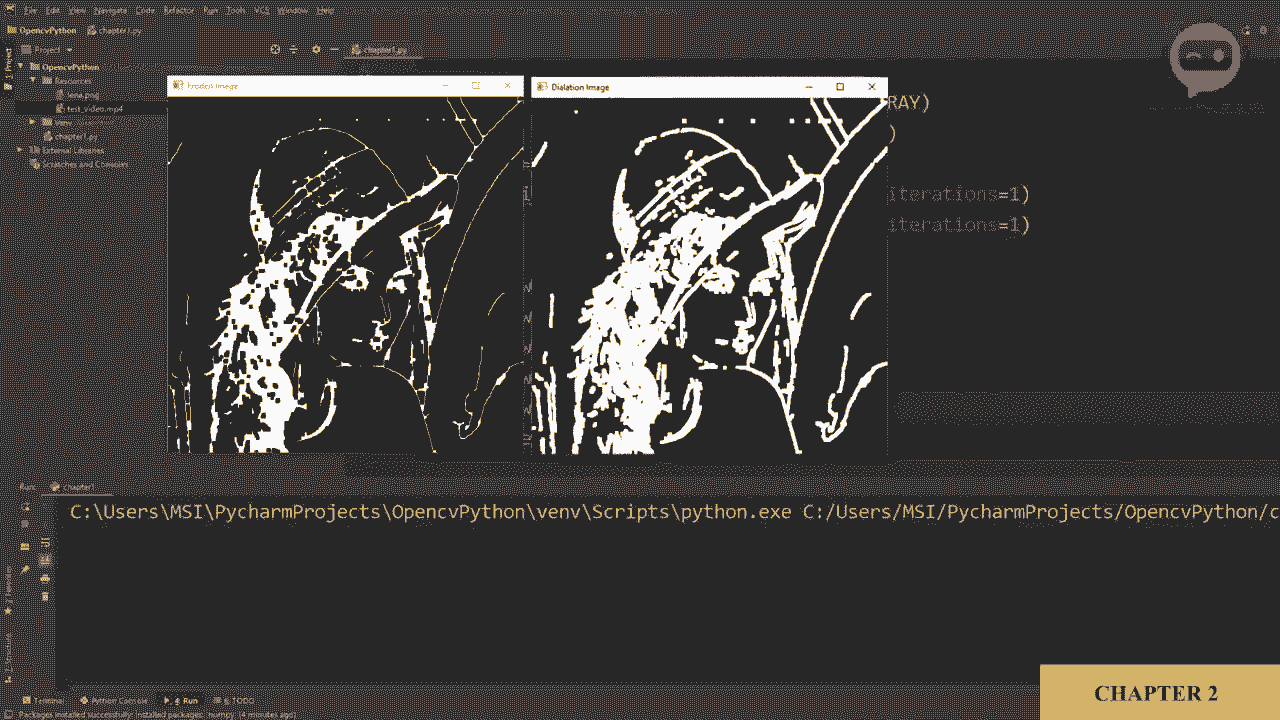 File Edit View Navigate Code Refactor Run Tools VCS Window Help
OpencvPython chapter1.py
Project chapter1.py
1: Project
OpencvPython
Resources
lena.png
test_video.mp4
chapter1.py
External Libraries
Scratches and Consoles
Eroded Image
Dialation Image
RAY)
)
iterations=1)
iterations=1)
Run: chapter1
C:\Users\MSI\PycharmProjects\OpencvPython\venv\Scripts\python.exe C:/Users/MSI/PycharmProjects/OpencvPython/c
Terminal Python Console 4: Run 6: TODO
Packages installed successfully: Installed packages: numpy (4 minutes ago)
CHAPTER 2